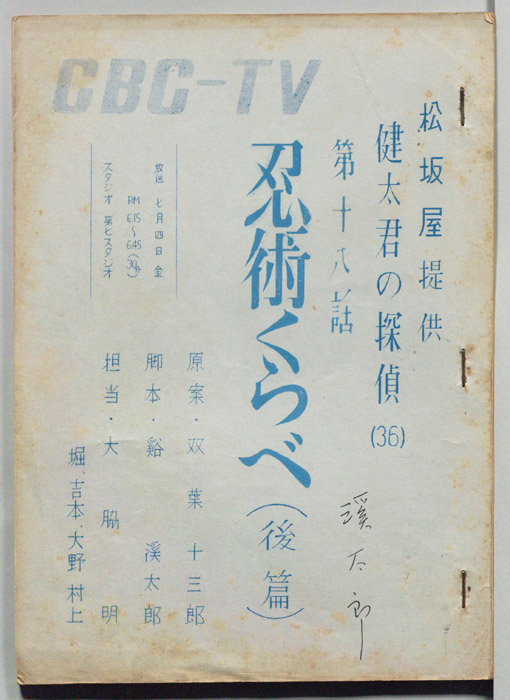 CBC-TV
松坂屋提供
健太君の探偵(36)
第十八話
忍術くらべ(後篇)
放送 七月四日 金
PM 6.15~6.45(30分)
スタジオ 第七スタジオ
原案・双葉十三郎
脚本・谿 渓太郎
担当・大脇 明
堀、吉本、大野 村上
渓太郎